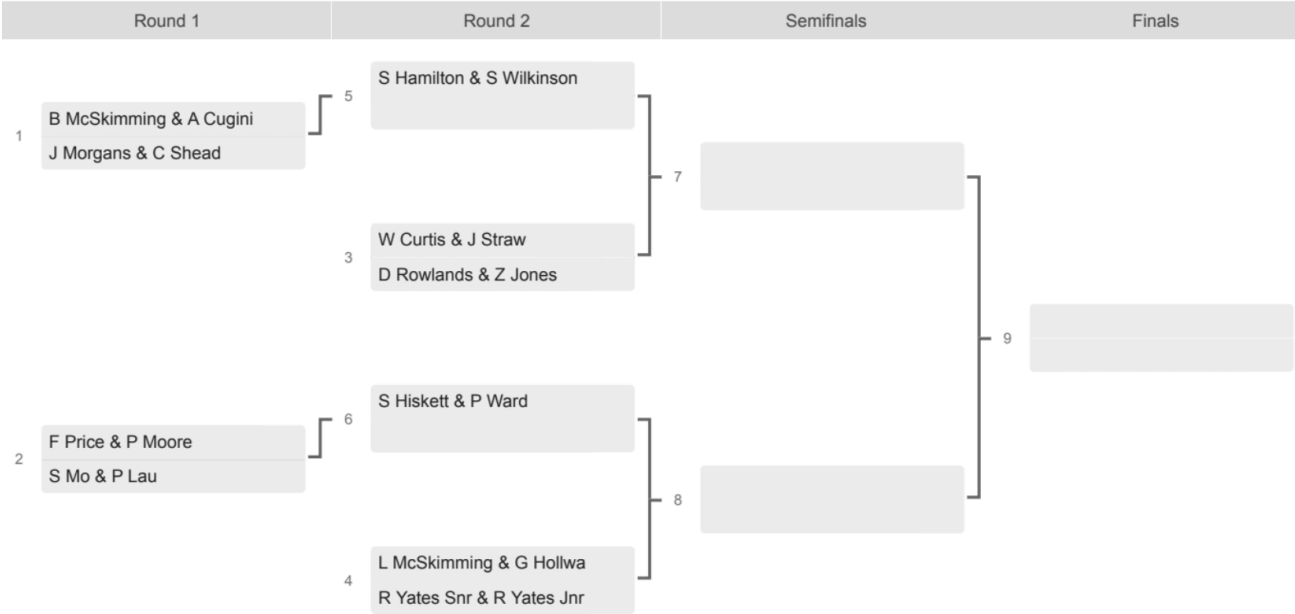 Round 1
Round 2
Semifinals
Finals
1
B McSkimming & A Cugini
J Morgans & C Shead
2
F Price & P Moore
S Mo & P Lau
5
S Hamilton & S Wilkinson
3
W Curtis & J Straw
D Rowlands & Z Jones
6
S Hiskett & P Ward
4
L McSkimming & G Hollwa
R Yates Snr & R Yates Jnr
7
8
9